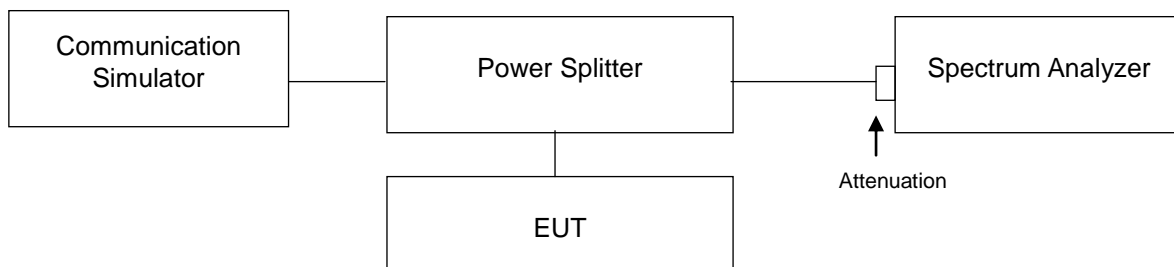 Communication
Simulator
Power Splitter
Spectrum Analyzer
Attenuation
EUT